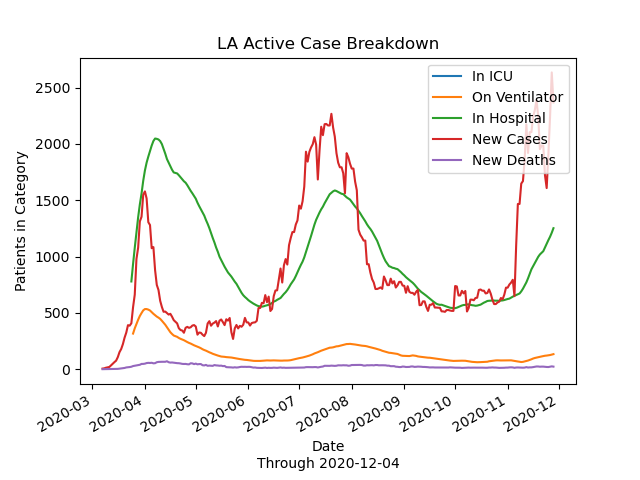 LA Active Case Breakdown
In ICU
On Ventilator
In Hospital
New Cases
New Deaths
Patients in Category
2500
2000
1500
1000
500
0
2020-03
2020-04
2020-05
2020-06
2020-07
2020-08
2020-09
2020-10
2020-11
2020-12
Date
Through 2020-12-04